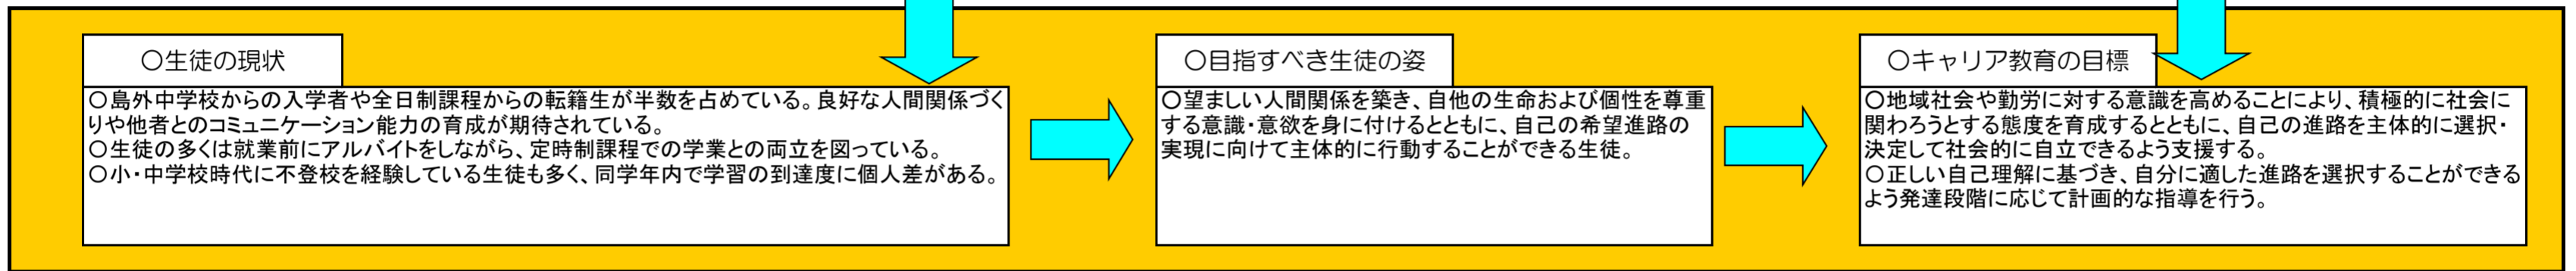 ○生徒の現状
○島外中学校からの入学者や全日制課程からの転籍生が半数を占めている。良好な人間関係づく
りや他者とのコミュニケーション能力の育成が期待されている。
○生徒の多くは就業前にアルバイトをしながら、定時制課程での学業との両立を図っている。
○小・中学校時代に不登校を経験している生徒も多く、同学年内で学習の到達度に個人差がある。
○目指すべき生徒の姿
○望ましい人間関係を築き、自他の生命および個性を尊重
する意識・意欲を身に付けるとともに、自己の希望進路の
実現に向けて主体的に行動することができる生徒。
○キャリア教育の目標
○地域社会や勤労に対する意識を高めることにより、積極的に社会に
関わろうとする態度を育成するとともに、自己の進路を主体的に選択・
決定して社会的に自立できるよう支援する。
○正しい自己理解に基づき、自分に適した進路を選択することができる
よう発達段階に応じて計画的な指導を行う。